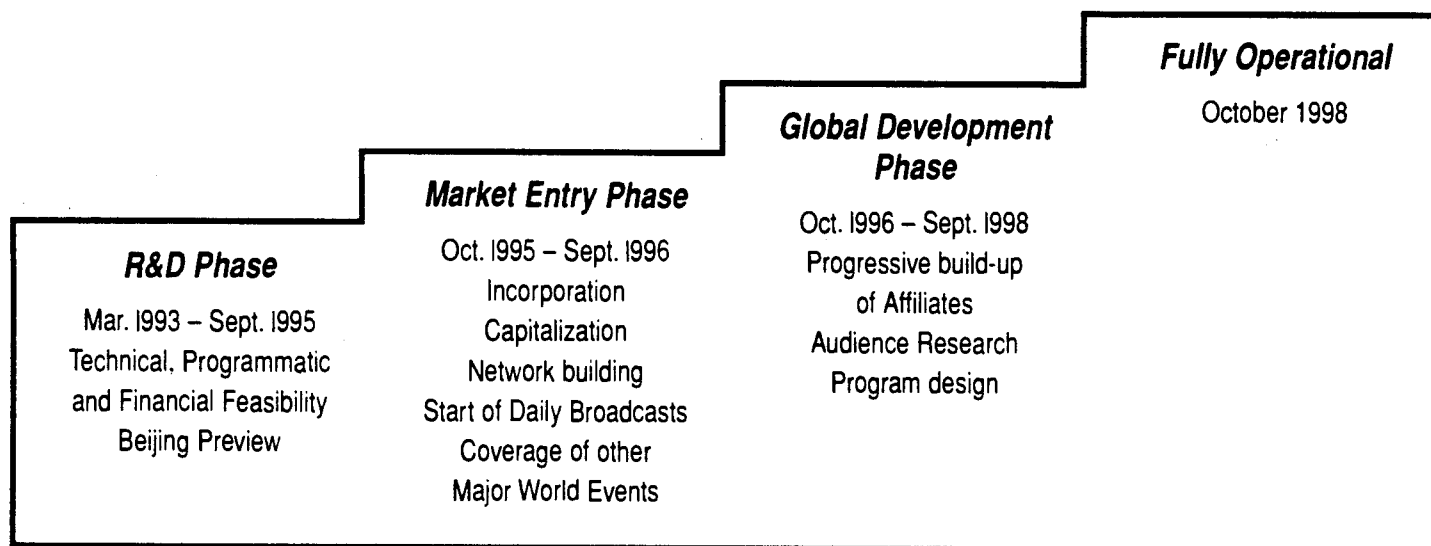 R&D Phase
Mar. 1993 – Sept. 1995
Technical, Programmatic
and Financial Feasibility
Beijing Preview
Market Entry Phase
Oct. 1995 – Sept. 1996
Incorporation
Capitalization
Network building
Start of Daily Broadcasts
Coverage of other
Major World Events
Global Development
Phase
Oct. 1996 – Sept. 1998
Progressive build-up
of Affiliates
Audience Research
Program design
Fully Operational
October 1998